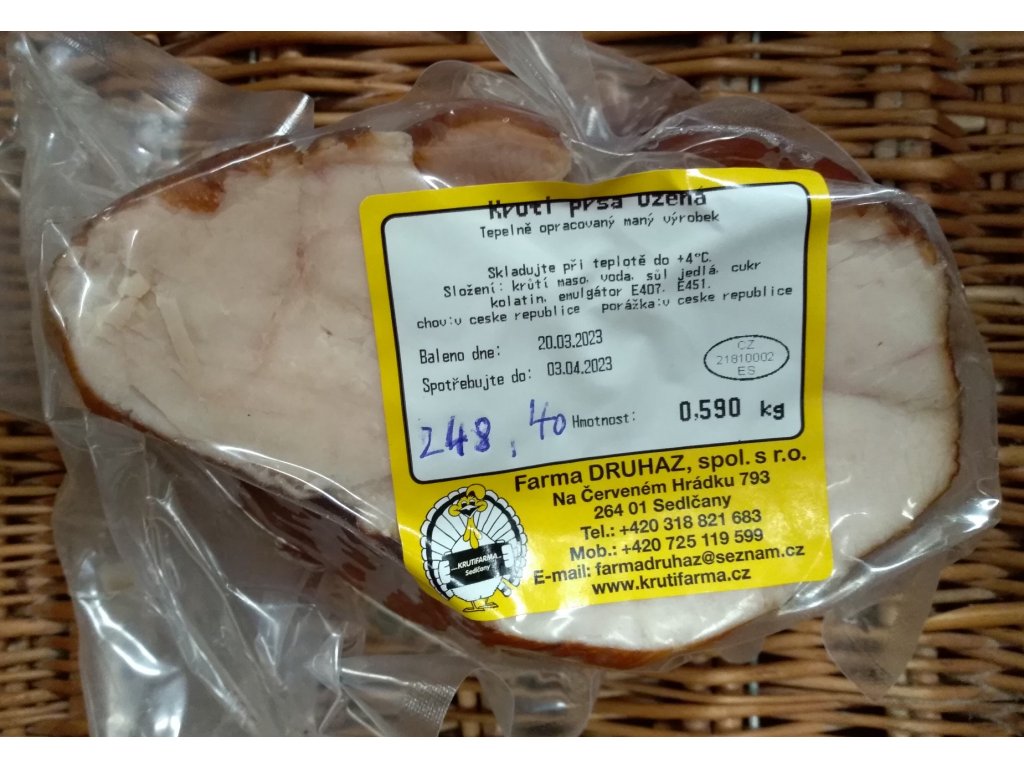 Krůtí prsa uzená
Tepelně opracovaný maný výrobek
Skladujte při teplotě do +4°C.
Složení: krůtí maso, voda, sůl jedlá, cukr
kolatin, emulgátor E407, E451.
chov:v ceske republice porážka:v ceske republice
Baleno dne: 20.03.2023
Spotřebujte do: 03.04.2023
CZ
21810002
ES
248,40 Hmotnost: 0,590 kg
Farma DRUHAZ, spol. s r.o.
Na Červeném Hrádku 793
264 01 Sedlčany
Tel.: +420 318 821 683
Mob.: +420 725 119 599
E-mail: farmadruhaz@seznam.cz
www.krutifarma.cz
...KRUTIFARMA...
Sedlčany